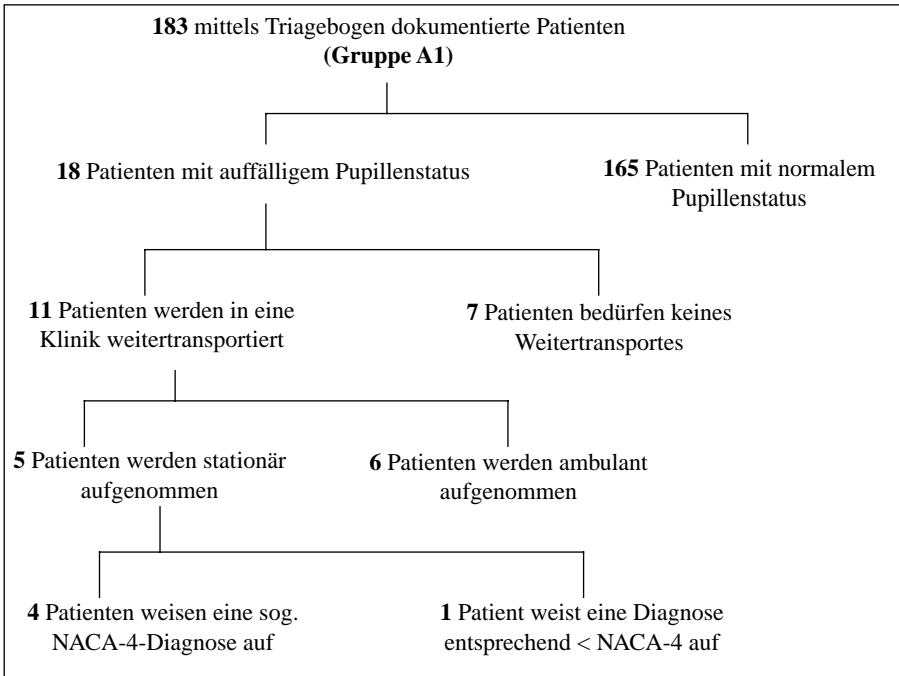 183 mittels Triagebogen dokumentierte Patienten
(Gruppe A1)
18 Patienten mit auffälligem Pupillenstatus
165 Patienten mit normalem
Pupillenstatus
11 Patienten werden in eine
Klinik weitertransportiert
7 Patienten bedürfen keines
Weitertransportes
5 Patienten werden stationär
aufgenommen
6 Patienten werden ambulant
aufgenommen
4 Patienten weisen eine sog.
NACA-4-Diagnose auf
1 Patient weist eine Diagnose
entsprechend < NACA-4 auf